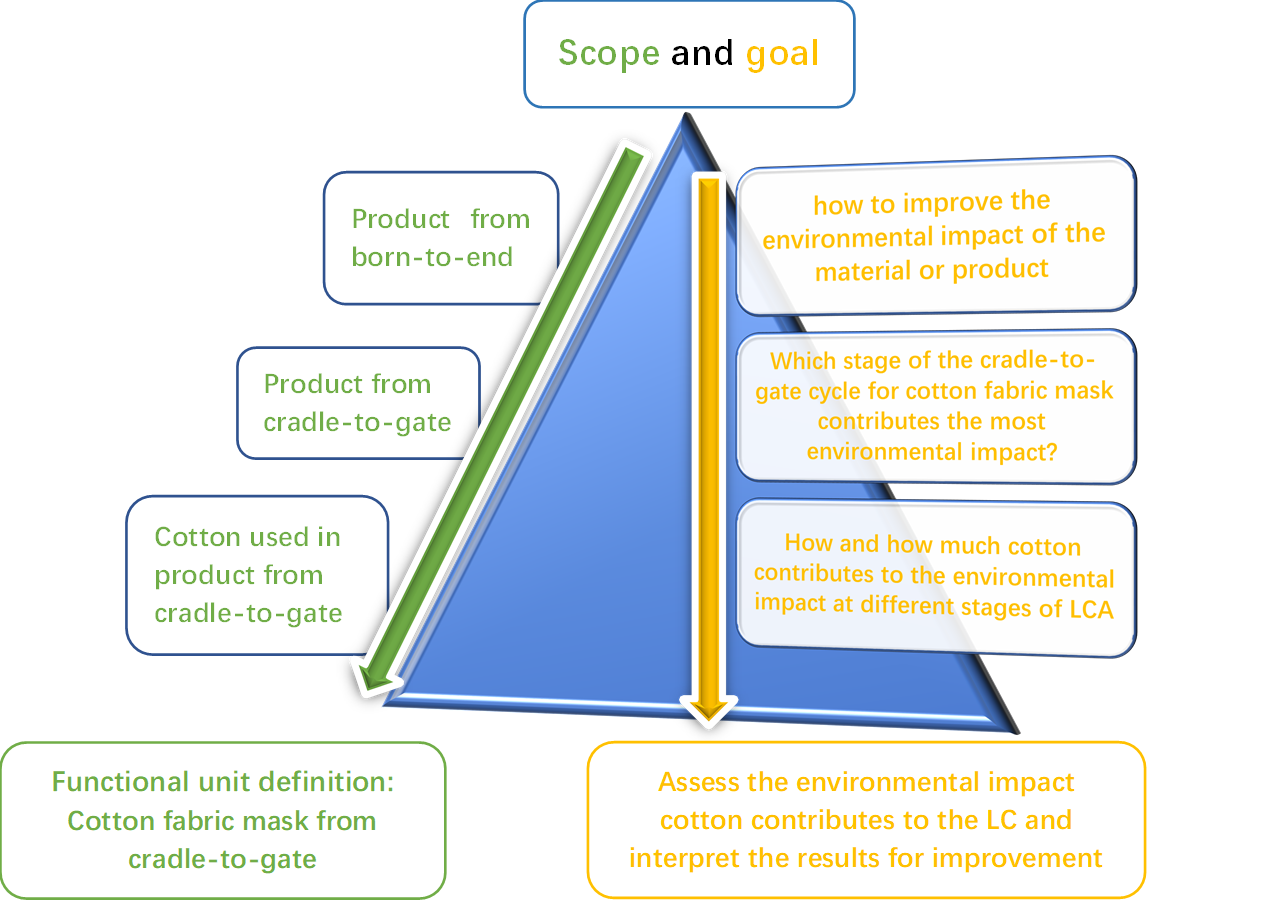 Scope and goal
Product from
born-to-end
Product from
cradle-to-gate
Cotton used in
product from
cradle-to-gate
how to improve the
environmental impact of the
material or product
Which stage of the cradle-to-
gate cycle for cotton fabric mask
contributes the most
environmental impact?
How and how much cotton
contributes to the environmental
impact at different stages of LCA
Functional unit definition:
Cotton fabric mask from
cradle-to-gate
Assess the environmental impact
cotton contributes to the LC and
interpret the results for improvement